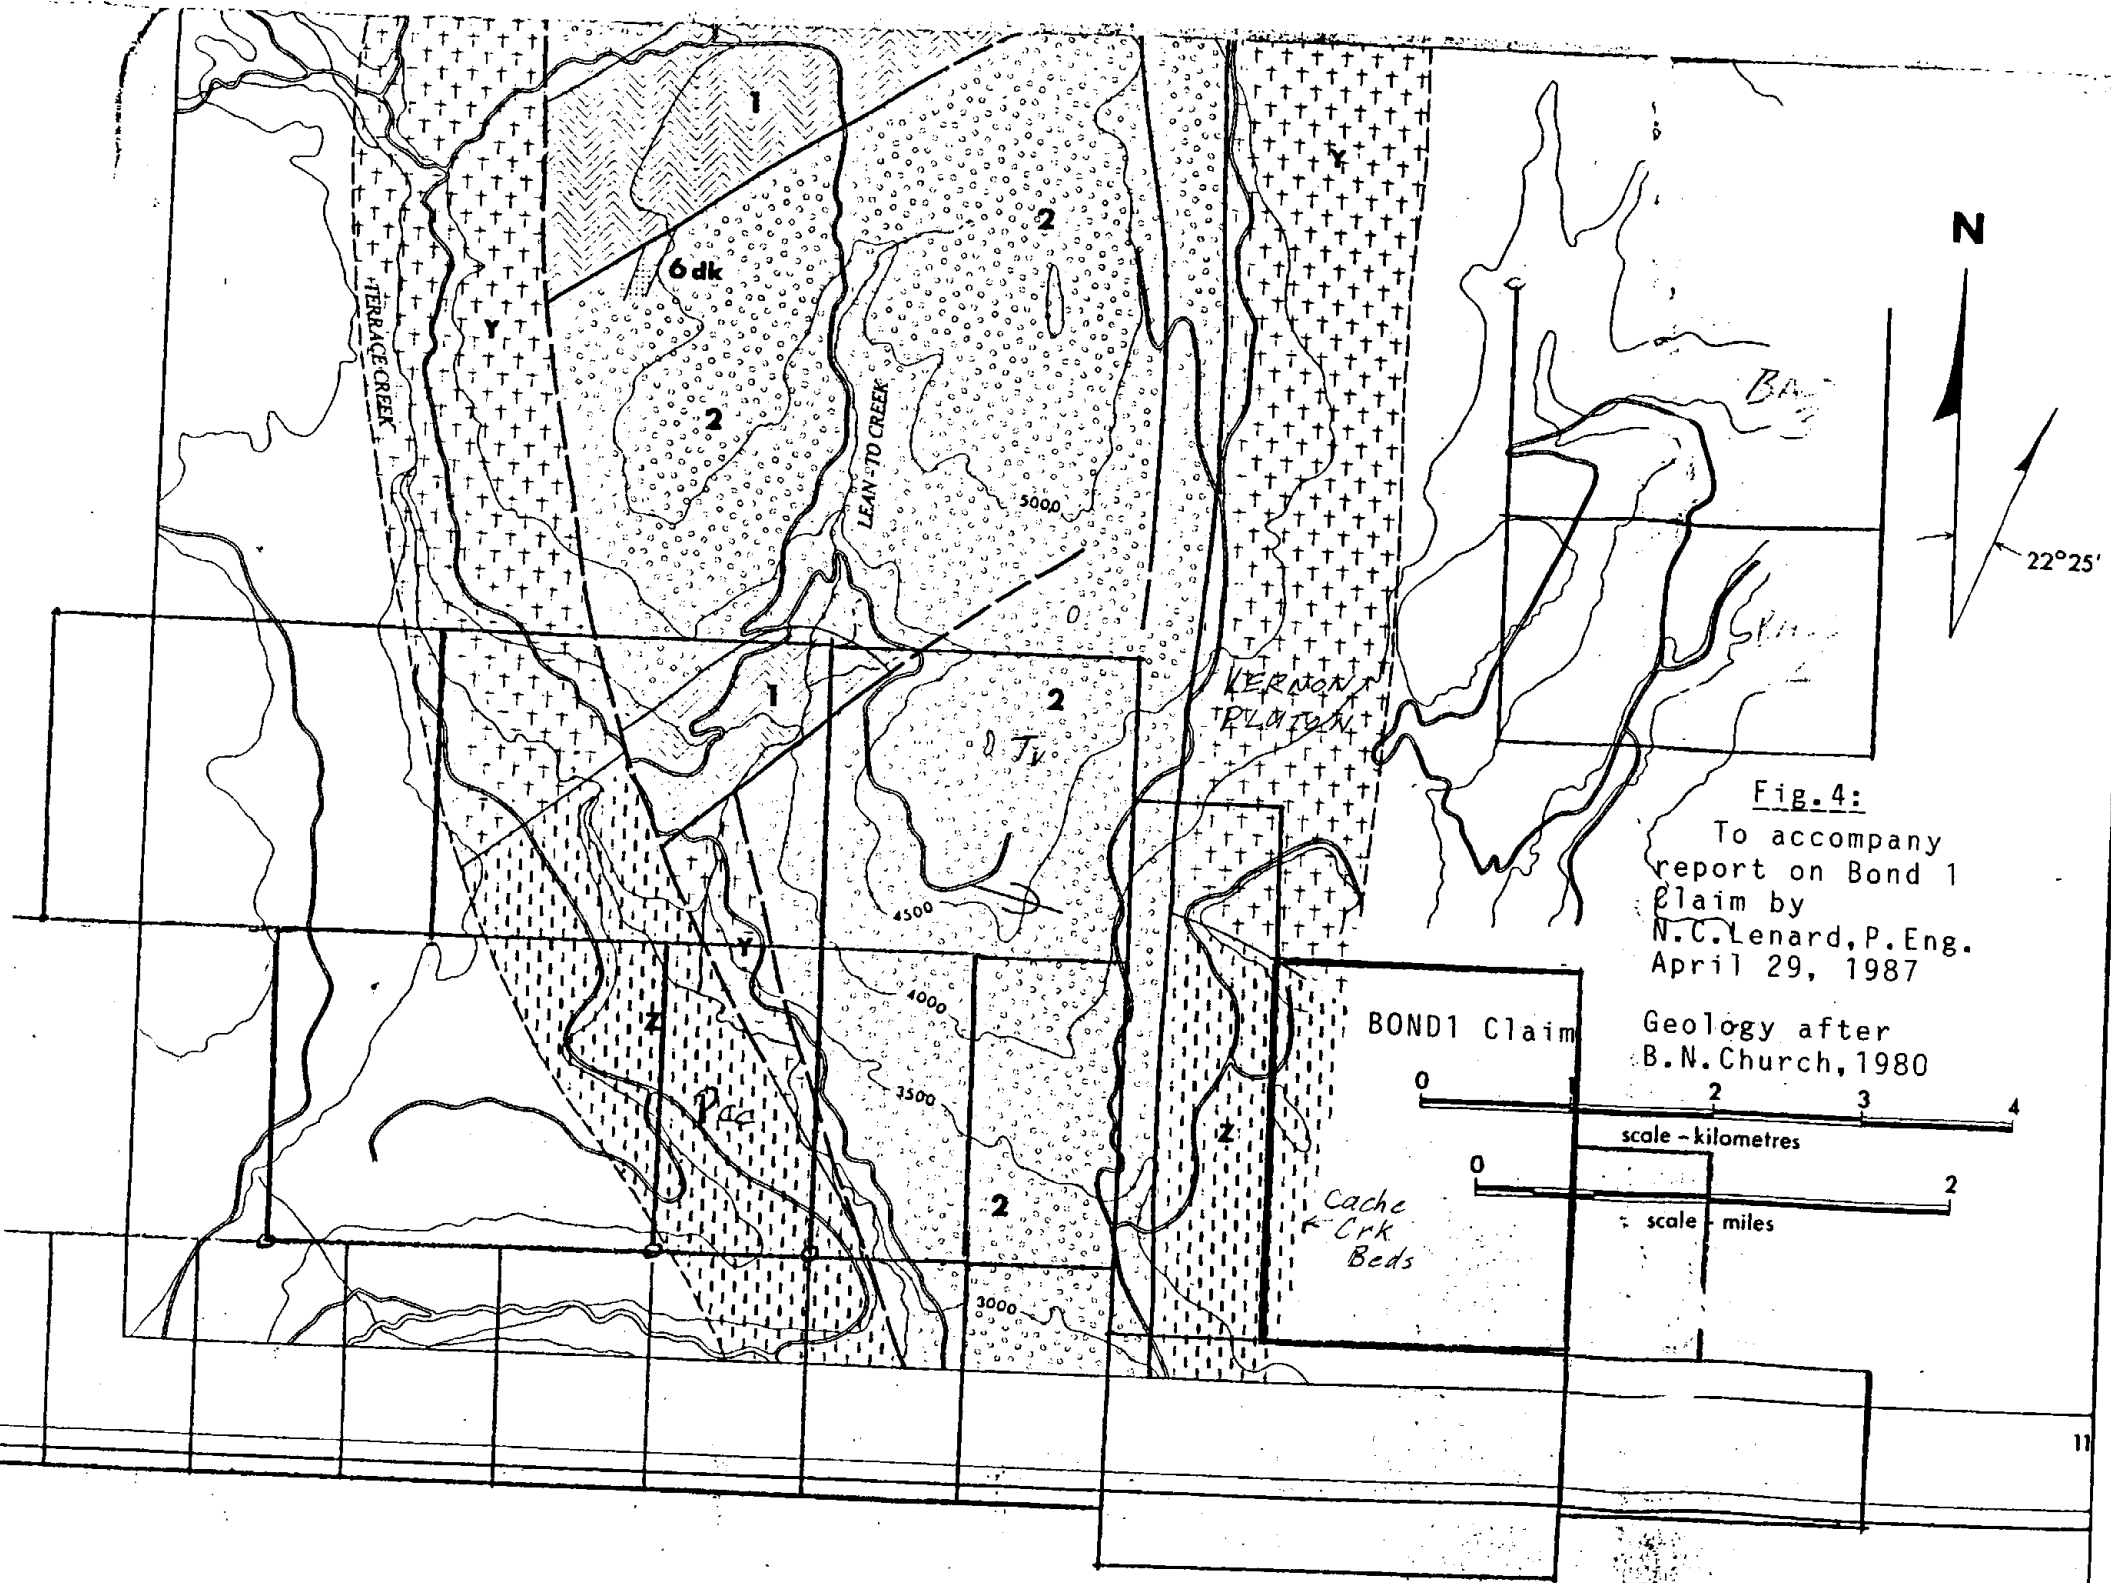 1
Y
N
2
6 dk
Y
TERRACE CREEK
LEAN-TO CREEK
2
5000
22°25'
VERNON
PLUTON
1
2
Tv
Fig.4:
To accompany
report on Bond 1
Claim by
N.C.Lenard,P.Eng.
April 29, 1987
Geology after
B.N.Church,1980
4500
Y
4000
Z
BOND1 Claim
3500
0 1 2 3 4
scale - kilometres
Z
0 2
scale - miles
2
Cache
Crk
Beds
3000
11